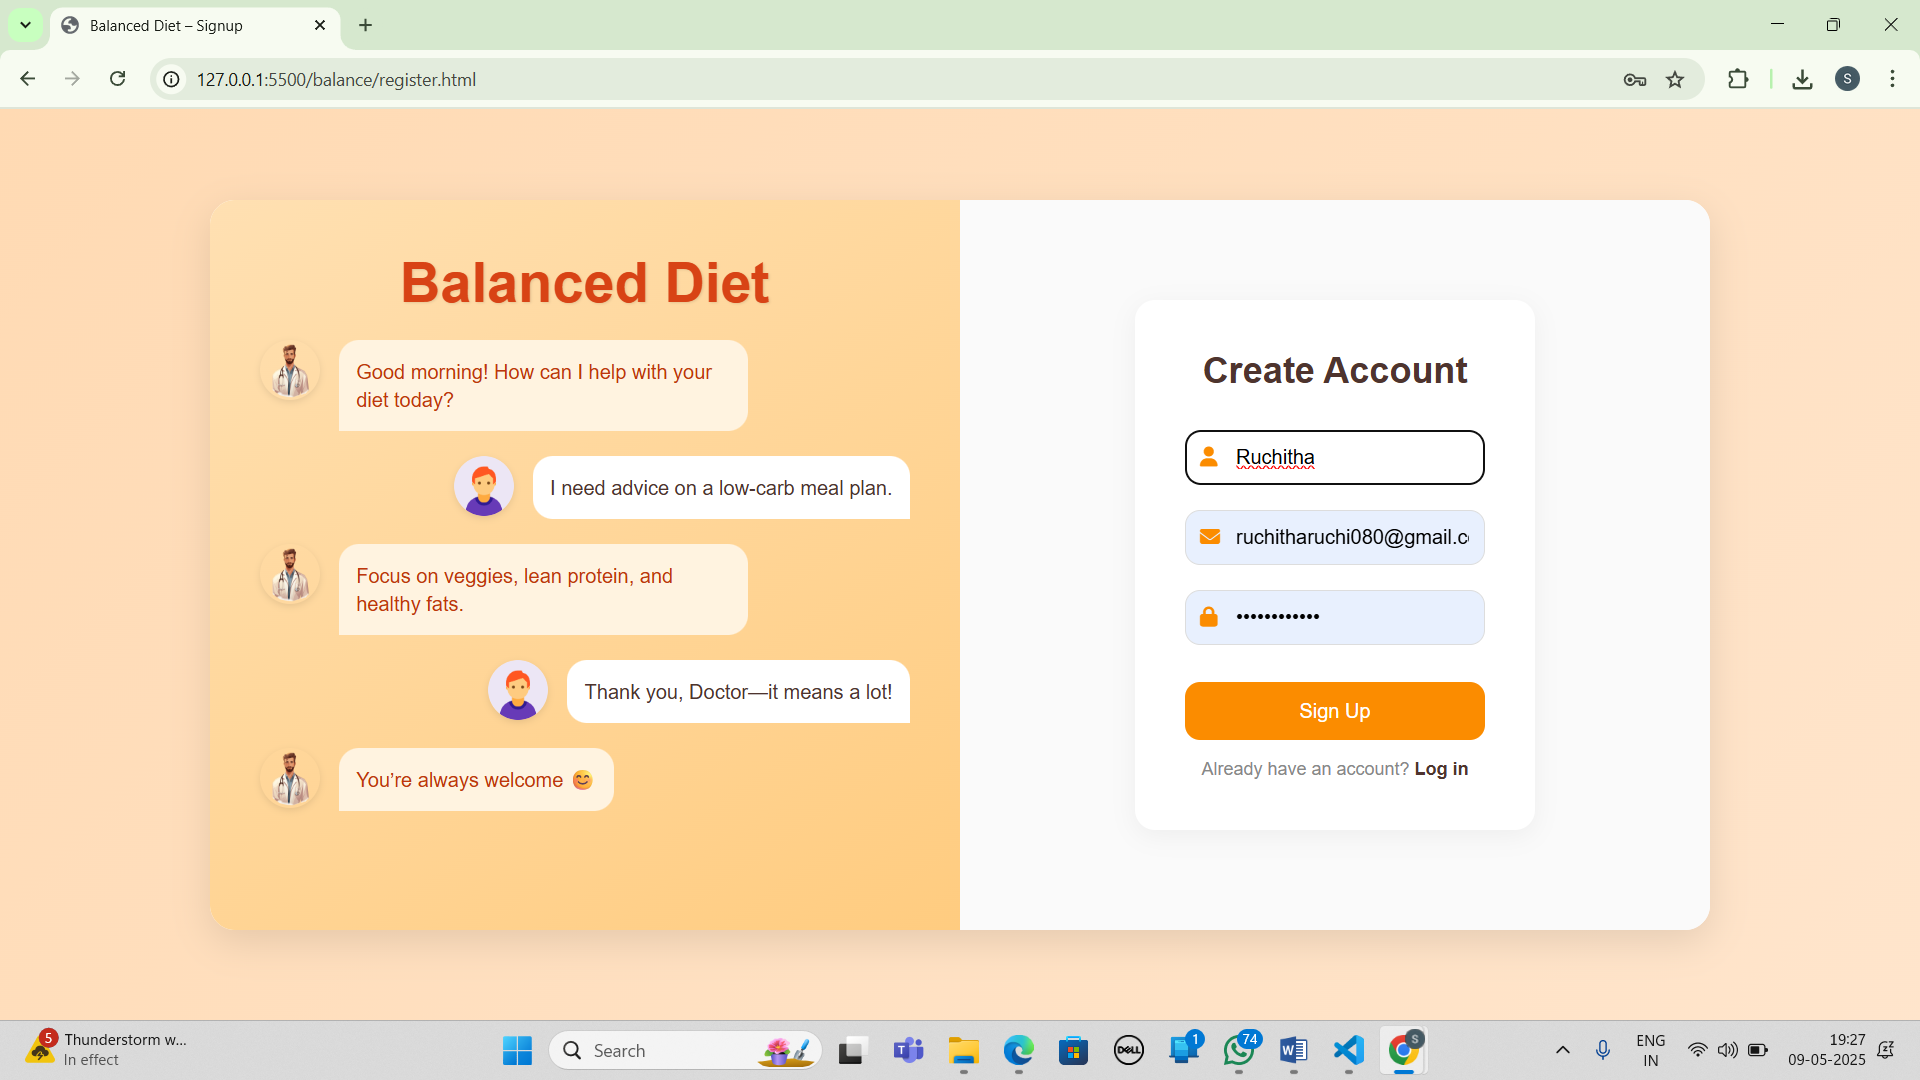 Balanced Diet – Signup
127.0.0.1:5500/balance/register.html
S
Balanced Diet
Good morning! How can I help with your
diet today?
I need advice on a low-carb meal plan.
Focus on veggies, lean protein, and
healthy fats.
Thank you, Doctor—it means a lot!
You’re always welcome 😊
Create Account
Ruchitha
ruchitharuchi080@gmail.c
••••••••••••
Sign Up
Already have an account? Log in
5
Thunderstorm w...
In effect
Search
DELL
1
74
W
S
ENG
IN
19:27
09-05-2025